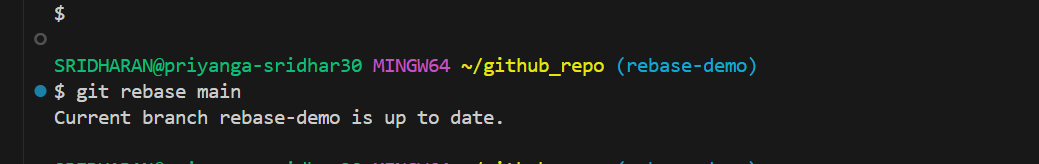 $
SRIDHARAN@priyanga-sridhar30 MINGW64 ~/github_repo (rebase-demo)
$ git rebase main
Current branch rebase-demo is up to date.